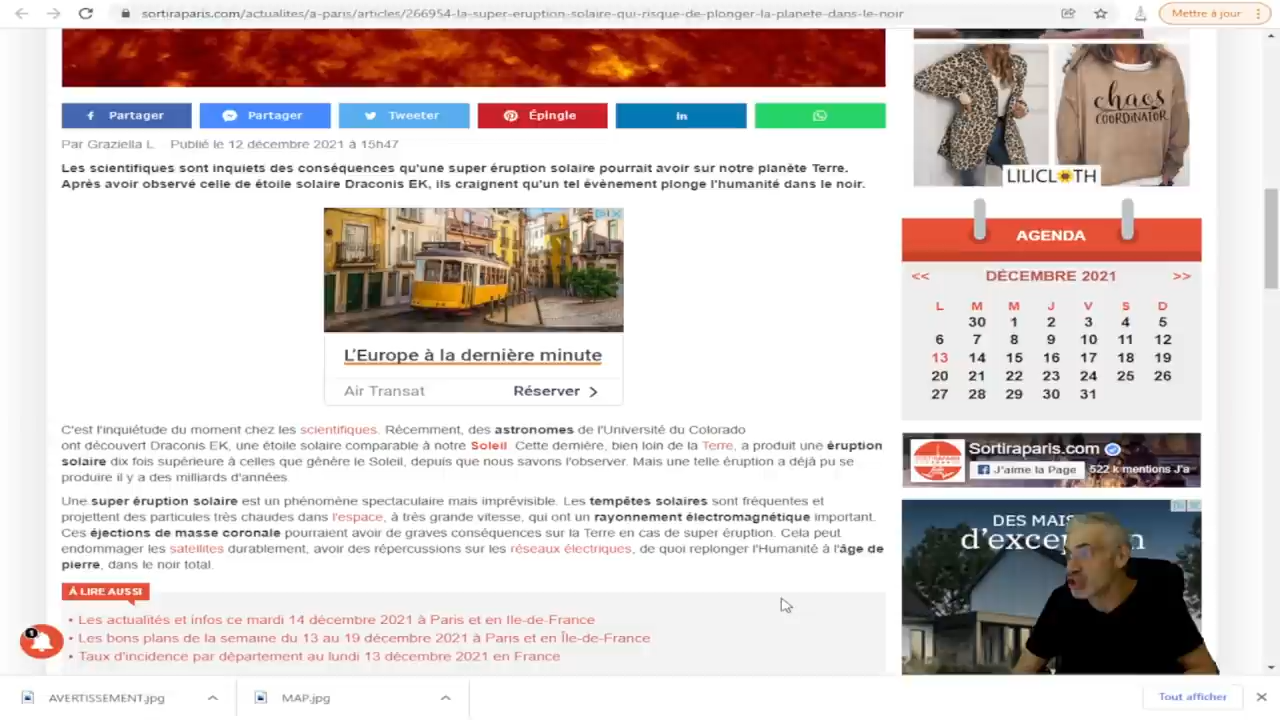 sortiraparis.com/actualites/a-paris/articles/266954-la-super-eruption-solaire-qui-risque-de-plonger-la-planete-dans-le-noir
Mettre à jour
Partager
Partager
Tweeter
Épingle
in
Par Graziella L. Publié le 12 décembre 2021 à 15h47
Les scientifiques sont inquiets des conséquences qu'une super éruption solaire pourrait avoir sur notre planète Terre.
Après avoir observé celle de étoile solaire Draconis EK, ils craignent qu'un tel évènement plonge l'humanité dans le noir.
L'Europe à la dernière minute
Air Transat
Réserver
C'est l'inquiétude du moment chez les scientifiques. Récemment, des astronomes de l'Université du Colorado
ont découvert Draconis EK, une étoile solaire comparable à notre Soleil. Cette dernière, bien loin de la Terre, a produit une éruption
solaire dix fois supérieure à celles que génère le Soleil, depuis que nous savons l'observer. Mais une telle éruption a déjà pu se
produire il y a des milliards d'années.
Une super éruption solaire est un phénomène spectaculaire mais imprévisible. Les tempêtes solaires sont fréquentes et
projettent des particules très chaudes dans l'espace, à très grande vitesse, qui ont un rayonnement électromagnétique important.
Ces éjections de masse coronale pourraient avoir de graves conséquences sur la Terre en cas de super éruption. Cela peut
endommager les satellites durablement, avoir des répercussions sur les réseaux électriques, de quoi replonger l'Humanité à l'âge de
pierre, dans le noir total.
À LIRE AUSSI
• Les actualités et infos ce mardi 14 décembre 2021 à Paris et en Ile-de-France
• Les bons plans de la semaine du 13 au 19 décembre 2021 à Paris et en Île-de-France
• Taux d'incidence par département au lundi 13 décembre 2021 en France
1
chaos
COORDINATOR
LILICLOTH
AGENDA
<< DÉCEMBRE 2021 >>
L M M J V S D
30 1 2 3 4 5
6 7 8 9 10 11 12
13 14 15 16 17 18 19
20 21 22 23 24 25 26
27 28 29 30 31
Sortiraparis.com
J'aime la Page
522 k mentions J'a
DES MAIS
d'excep
n
AVERTISSEMENT.jpg
MAP.jpg
Tout afficher